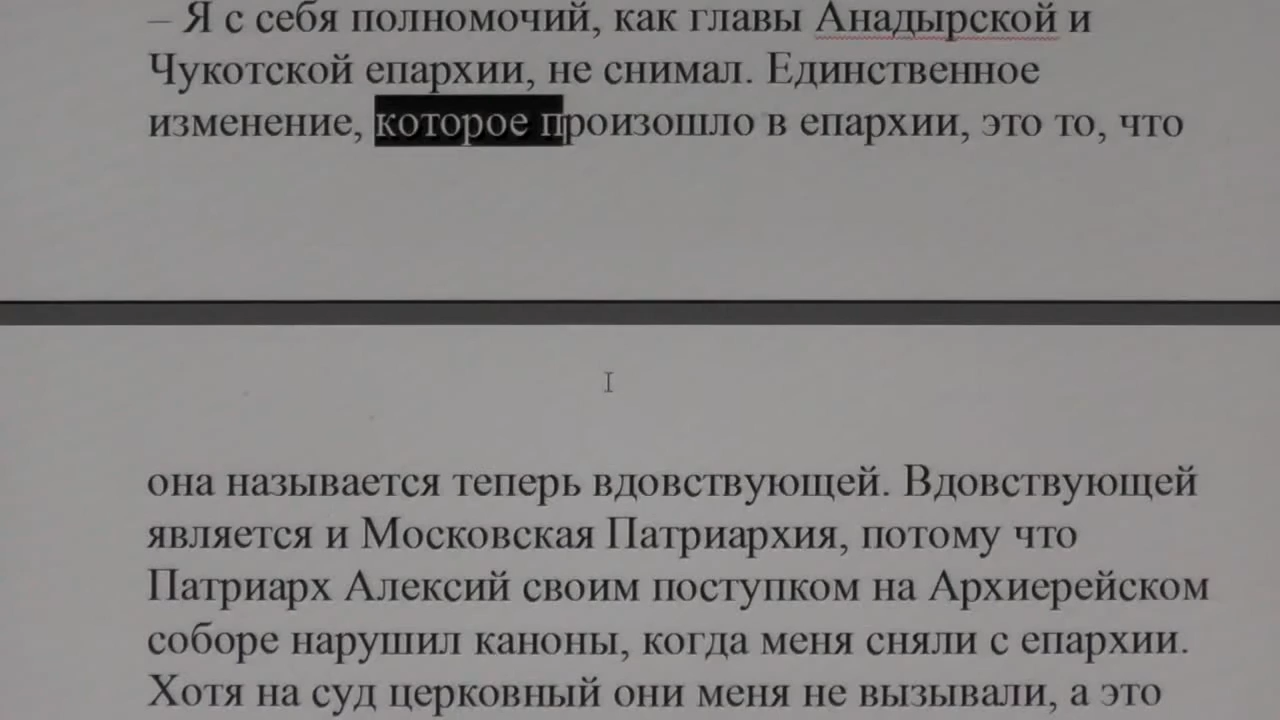 – Я с себя полномочий, как главы Анадырской и
Чукотской епархии, не снимал. Единственное
изменение, которое произошло в епархии, это то, что
она называется теперь вдовствующей. Вдовствующей
является и Московская Патриархия, потому что
Патриарх Алексий своим поступком на Архиерейском
соборе нарушил каноны, когда меня сняли с епархии.
Хотя на суд церковный они меня не вызывали, а это